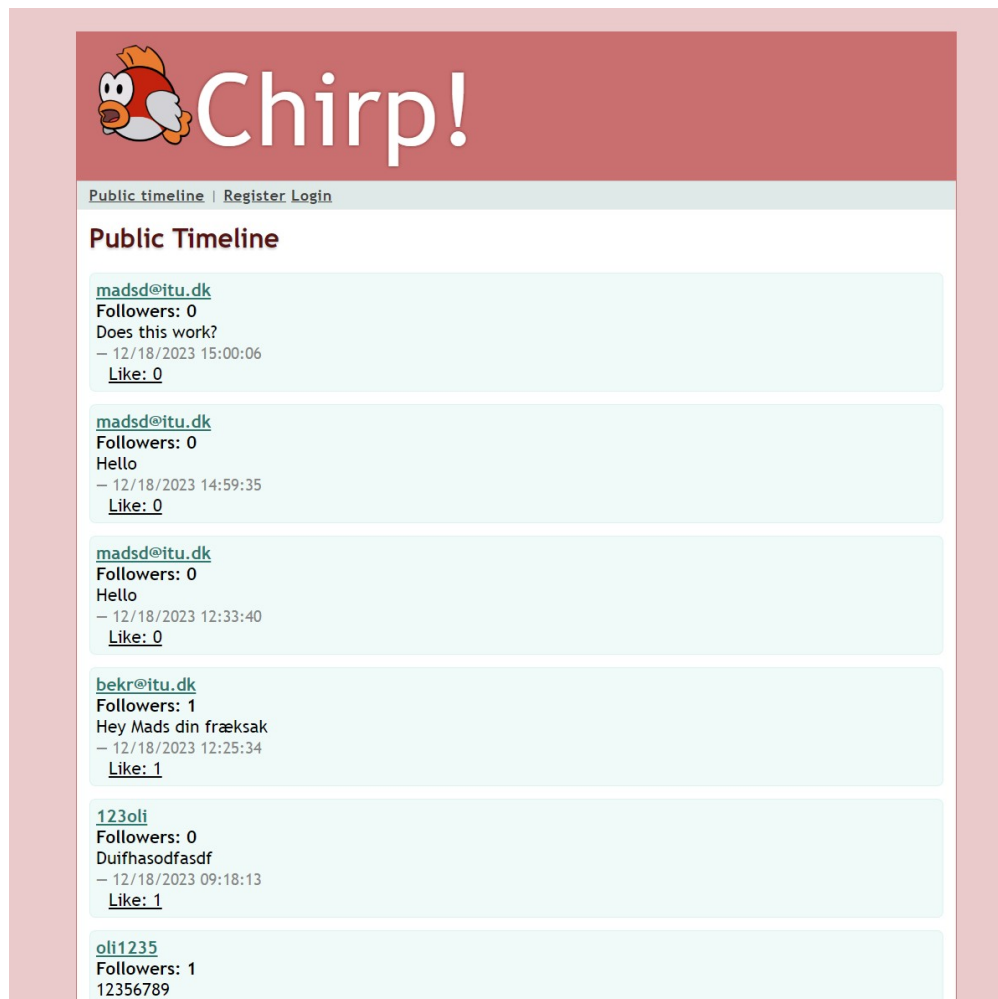 Chirp!
Public timeline | Register Login
Public Timeline
madsd@itu.dk
Followers: 0
Does this work?
— 12/18/2023 15:00:06
Like: 0
madsd@itu.dk
Followers: 0
Hello
— 12/18/2023 14:59:35
Like: 0
madsd@itu.dk
Followers: 0
Hello
— 12/18/2023 12:33:40
Like: 0
bekr@itu.dk
Followers: 1
Hey Mads din fræksak
— 12/18/2023 12:25:34
Like: 1
123oli
Followers: 0
Duifhasodfasdf
— 12/18/2023 09:18:13
Like: 1
oli1235
Followers: 1
12356789